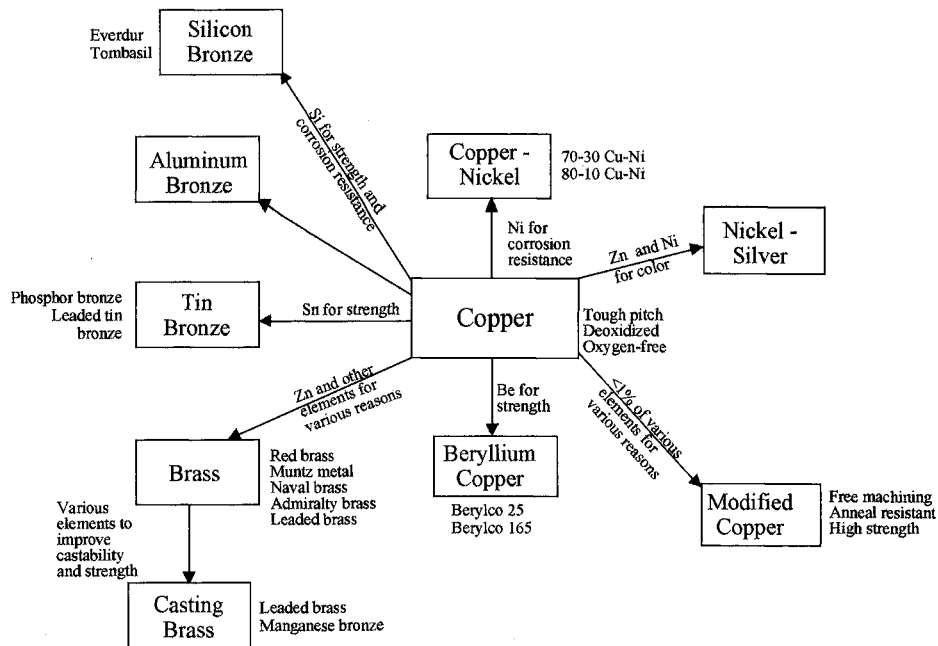 Everdur
Tombasil
Silicon
Bronze
Si for strength and
corrosion resistance
Aluminum
Bronze
Copper -
Nickel
70-30 Cu-Ni
80-10 Cu-Ni
Ni for
corrosion
resistance
Zn and Ni
for color
Nickel -
Silver
Phosphor bronze
Leaded tin
bronze
Tin
Bronze
Sn for strength
Copper
Tough pitch
Deoxidized
Oxygen-free
Zn and other
elements for
various reasons
Be for
strength
<1% of various
elements for
various reasons
Brass
Red brass
Muntz metal
Naval brass
Admiralty brass
Leaded brass
Beryllium
Copper
Berylco 25
Berylco 165
Modified
Copper
Free machining
Anneal resistant
High strength
Various
elements to
improve
castability
and strength
Casting
Brass
Leaded brass
Manganese bronze